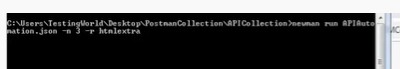 C:\Users\TestingWorld\Desktop\PostmanCollection\APICollection>newman run APIAuto
mation.json -n 3 -r htmlextra